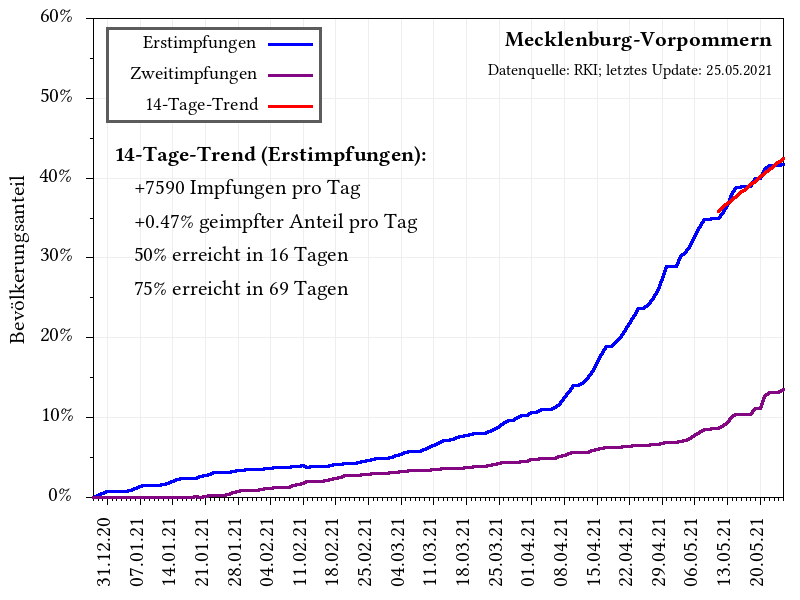 Mecklenburg-Vorpommern
Datenquelle: RKI; letztes Update: 25.05.2021
Erstimpfungen
Zweitimpfungen
14-Tage-Trend
14-Tage-Trend (Erstimpfungen):
+7590 Impfungen pro Tag
+0.47% geimpfter Anteil pro Tag
50% erreicht in 16 Tagen
75% erreicht in 69 Tagen
Bevölkerungsanteil
60%
50%
40%
30%
20%
10%
0%
31.12.20
07.01.21
14.01.21
21.01.21
28.01.21
04.02.21
11.02.21
18.02.21
25.02.21
04.03.21
11.03.21
18.03.21
25.03.21
01.04.21
08.04.21
15.04.21
22.04.21
29.04.21
06.05.21
13.05.21
20.05.21